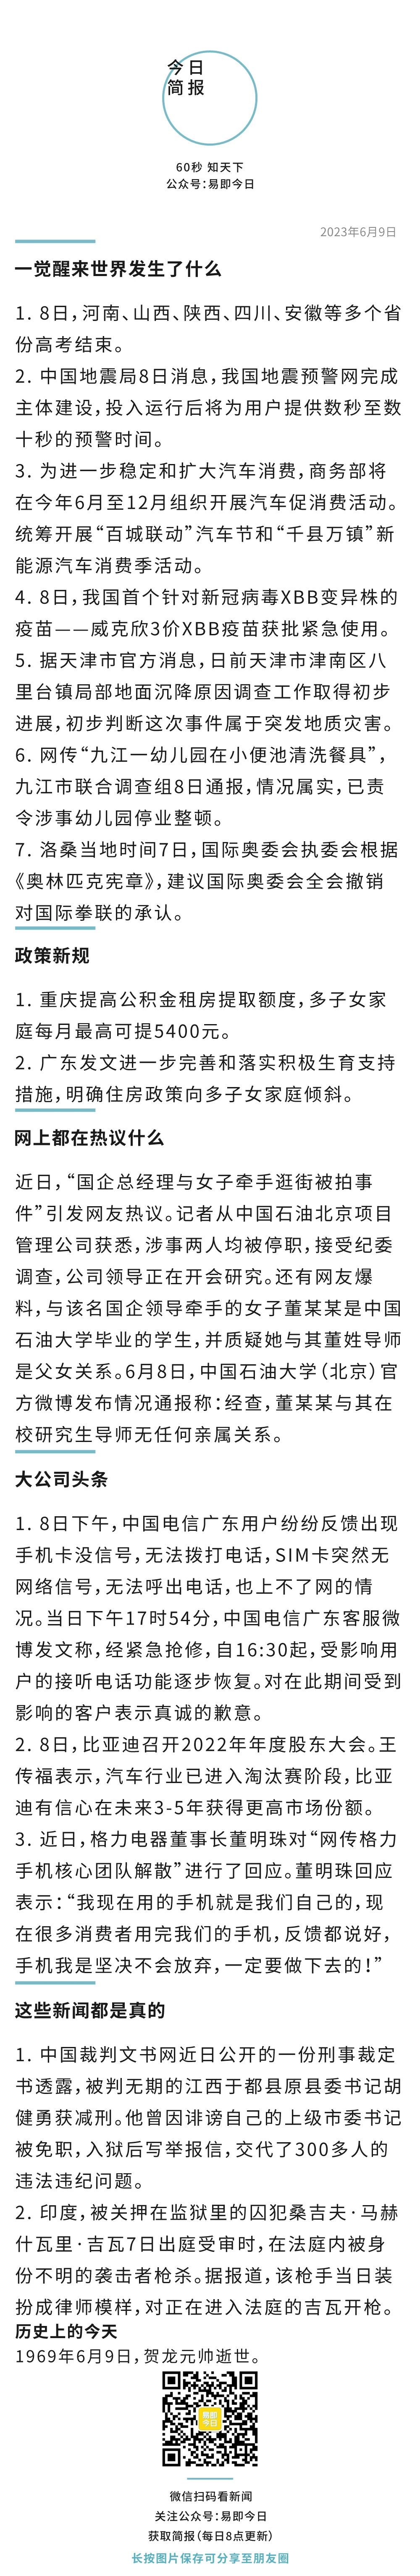 今日
简报
60秒 知天下
公众号：易即今日
2023年6月9日
一觉醒来世界发生了什么
1. 8日，河南、山西、陕西、四川、安徽等多个省
份高考结束。
2. 中国地震局8日消息，我国地震预警网完成
主体建设，投入运行后将为用户提供数秒至数
十秒的预警时间。
3. 为进一步稳定和扩大汽车消费，商务部将
在今年6月至12月组织开展汽车促消费活动。
统筹开展“百城联动”汽车节和“千县万镇”新
能源汽车消费季活动。
4. 8日，我国首个针对新冠病毒XBB变异株的
疫苗——威克欣3价XBB疫苗获批紧急使用。
5. 据天津市官方消息，日前天津市津南区八
里台镇局部地面沉降原因调查工作取得初步
进展，初步判断这次事件属于突发地质灾害。
6. 网传“九江一幼儿园在小便池清洗餐具”，
九江市联合调查组8日通报，情况属实，已责
令涉事幼儿园停业整顿。
7. 洛桑当地时间7日，国际奥委会执委会根据
《奥林匹克宪章》，建议国际奥委会全会撤销
对国际拳联的承认。
政策新规
1. 重庆提高公积金租房提取额度，多子女家
庭每月最高可提5400元。
2. 广东发文进一步完善和落实积极生育支持
措施，明确住房政策向多子女家庭倾斜。
网上都在热议什么
近日，“国企总经理与女子牵手逛街被拍事
件”引发网友热议。记者从中国石油北京项目
管理公司获悉，涉事两人均被停职，接受纪委
调查，公司领导正在开会研究。还有网友爆
料，与该名国企领导牵手的女子董某某是中国
石油大学毕业的学生，并质疑她与其董姓导师
是父女关系。6月8日，中国石油大学（北京）官
方微博发布情况通报称：经查，董某某与其在
校研究生导师无任何亲属关系。
大公司头条
1. 8日下午，中国电信广东用户纷纷反馈出现
手机卡没信号，无法拨打电话，SIM卡突然无
网络信号，无法呼出电话，也上不了网的情
况。当日下午17时54分，中国电信广东客服微
博发文称，经紧急抢修，自16:30起，受影响用
户的接听电话功能逐步恢复。对在此期间受到
影响的客户表示真诚的歉意。
2. 8日，比亚迪召开2022年年度股东大会。王
传福表示，汽车行业已进入淘汰赛阶段，比亚
迪有信心在未来3-5年获得更高市场份额。
3. 近日，格力电器董事长董明珠对“网传格力
手机核心团队解散”进行了回应。董明珠回应
表示：“我现在用的手机就是我们自己的，现
在很多消费者用完我们的手机，反馈都说好，
手机我是坚决不会放弃，一定要做下去的！”
这些新闻都是真的
1. 中国裁判文书网近日公开的一份刑事裁定
书透露，被判无期的江西于都县原县委书记胡
健勇获减刑。他曾因诽谤自己的上级市委书记
被免职，入狱后写举报信，交代了300多人的
违法违纪问题。
2. 印度，被关押在监狱里的囚犯桑吉夫·马赫
什瓦里·吉瓦7日出庭受审时，在法庭内被身
份不明的袭击者枪杀。据报道，该枪手当日装
扮成律师模样，对正在进入法庭的吉瓦开枪。
历史上的今天
1969年6月9日，贺龙元帅逝世。
易即
今日
微信扫码看新闻
关注公众号：易即今日
获取简报（每日8点更新）
长按图片保存可分享至朋友圈